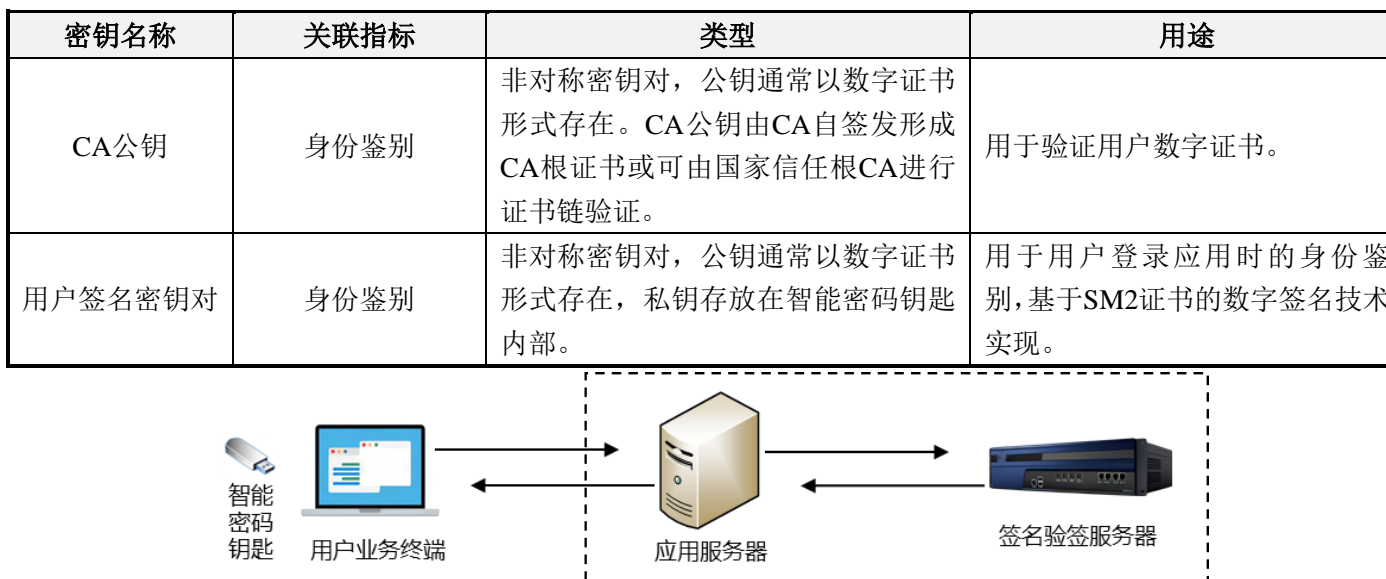 密钥名称 关联指标 类型 用途
CA公钥
身份鉴别
非对称密钥对，公钥通常以数字证书
形式存在。CA公钥由CA自签发形成
CA根证书或可由国家信任根CA进行
证书链验证。
用于验证用户数字证书。
用户签名密钥对
身份鉴别
非对称密钥对，公钥通常以数字证书
形式存在，私钥存放在智能密码钥匙
内部。
用于用户登录应用时的身份鉴
别，基于SM2证书的数字签名技术
实现。
智能
密码
钥匙
用户业务终端
应用服务器
签名验签服务器